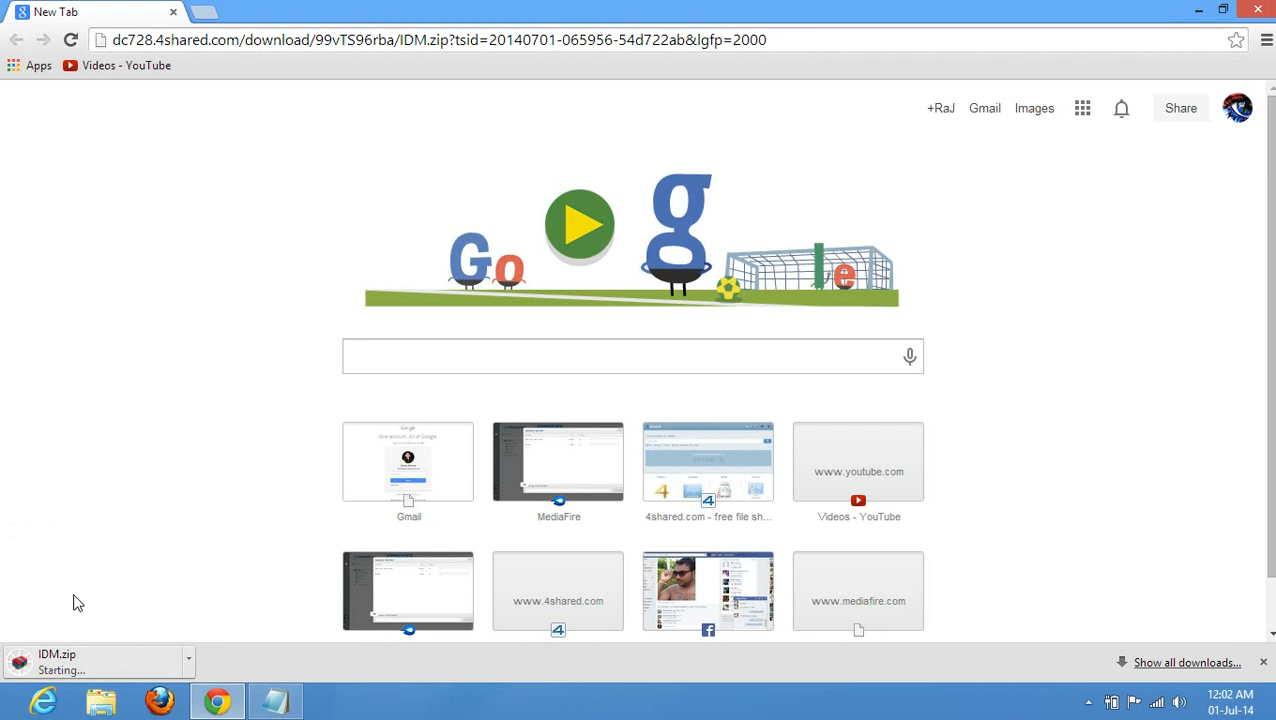 New Tab
dc728.4shared.com/download/99vTS96rba/IDM.zip?tsid=20140701-065956-54d722ab&lgfp=2000
Apps Videos - YouTube
+RaJ Gmail Images Share
Go g le
Gmail MediaFire 4shared.com - free file sh... Videos - YouTube
www.youtube.com
www.4shared.com www.mediafire.com
IDM.zip
Starting...
Show all downloads...
12:02 AM
01-Jul-14